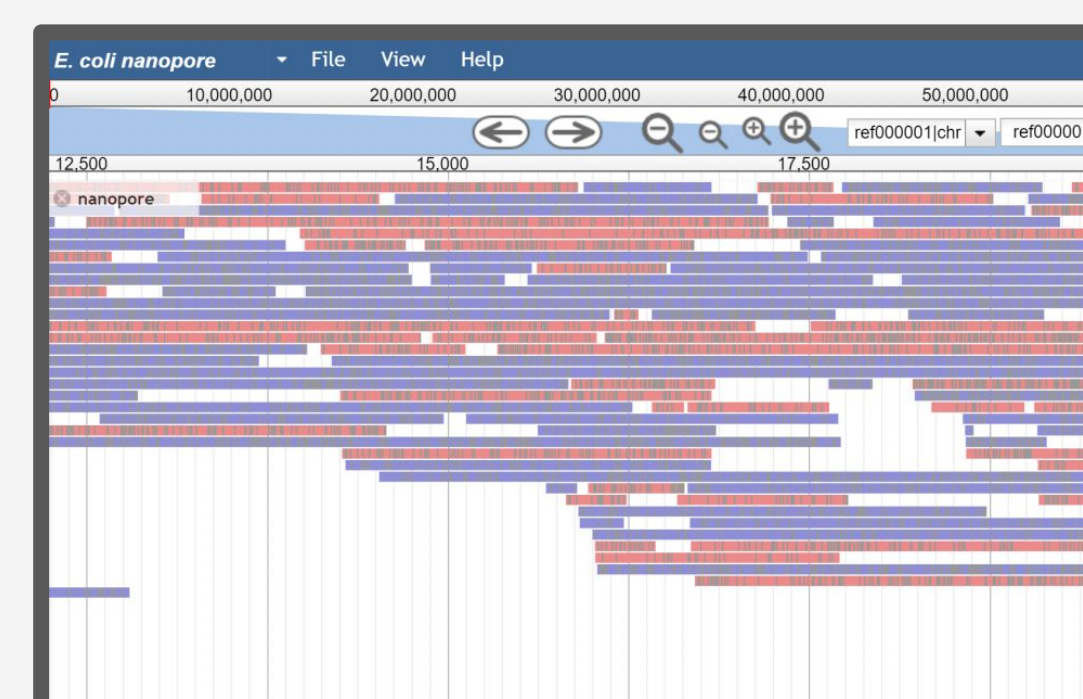 E. coli nanopore File View Help
0 10,000,000 20,000,000 30,000,000 40,000,000 50,000,000
ref000001|chr ref00000
12,500 15,000 17,500
nanopore